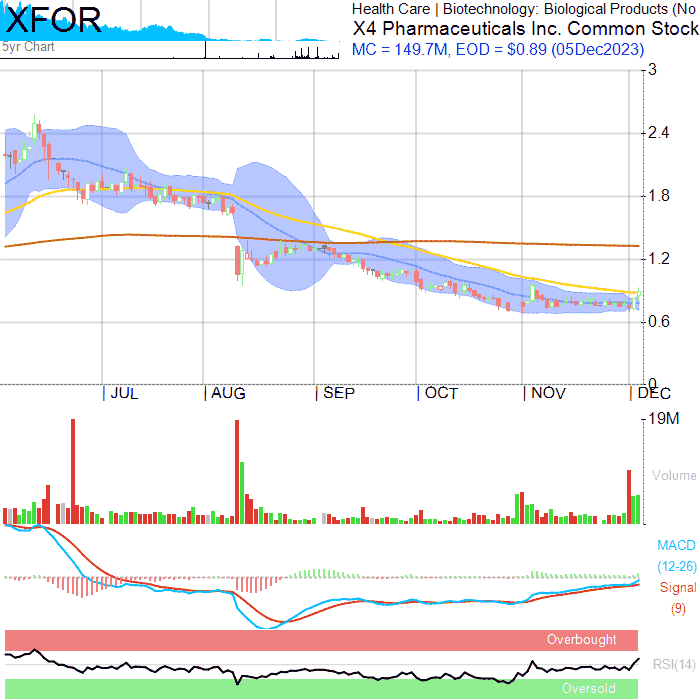 XFOR
Health Care | Biotechnology: Biological Products (No
X4 Pharmaceuticals Inc. Common Stock
5yr Chart
MC = 149.7M, EOD = $0.89 (05Dec2023)
3
2.4
1.8
1.2
0.6
0
JUL
AUG
SEP
OCT
NOV
DEC
19M
Volume
MACD
(12-26)
Signal
(9)
Overbought
RSI(14)
Oversold